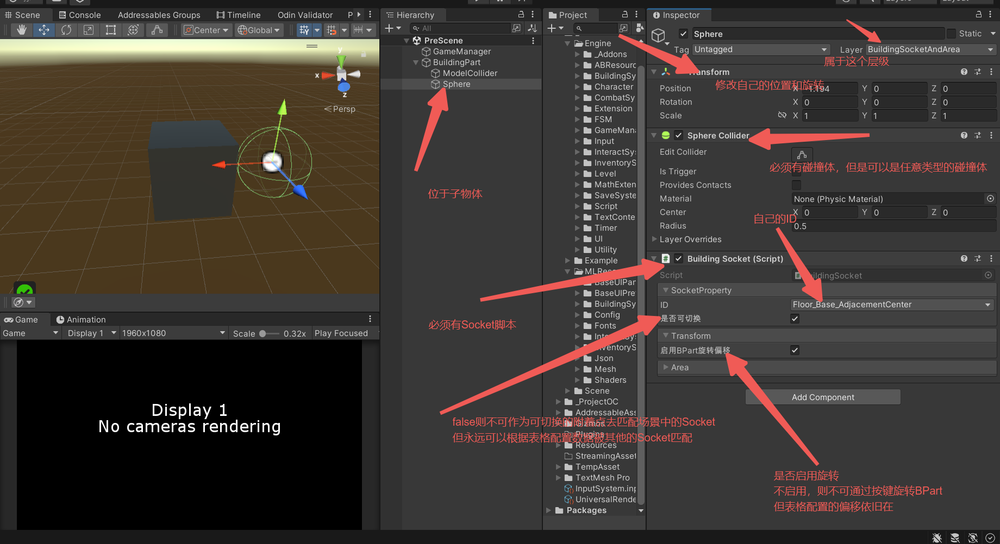 Scene
Console
Addressables Groups
Timeline
Odin Validator
P
Center
Global
y
x
z
Persp
Game
Animation
Game
Display 1
1960x1080
Scale
0.32x
Play Focused
Display 1
No cameras rendering
Hierarchy
All
PreScene
GameManager
BuildingPart
ModelCollider
Sphere
位于子物体
必须有Socket脚本
false则不可作为可切换的附着点去匹配场景中的Socket
但永远可以根据表格配置数据被其他的Socket匹配
Project
Engine
_Addons
ABResourc
BuildingSy
Character
CombatSy
Extension
FSM
GameMana
Input
InteractSys
InventoryS
Level
MathExten
SaveSyste
Script
TextConte
Timer
UI
Utility
Example
MLRes
BaseUIPar
BaseUIPre
BuildingSy
Config
Fonts
InventoryS
Json
Mesh
Shaders
Scene
_ProjectOC
AddressableAss
Gizmos
Plugins
Resources
StreamingAsset
TempAsset
TextMesh Pro
InputSystem.inp
UniversalRende
Packages
Inspector
Sphere
Static
Tag
Untagged
Layer
BuildingSocketAndArea
属于这个层级
Transform
修改自己的位置和旋转
Position
X
-1.194
Y
0
Z
0
Rotation
X
0
Y
0
Z
0
Scale
X
1
Y
1
Z
1
Sphere Collider
Edit Collider
必须有碰撞体，但是可以是任意类型的碰撞体
Is Trigger
Provides Contacts
Material
None (Physic Material)
Center
X
0
Y
0
Z
0
自己的ID
Radius
0.5
Layer Overrides
Building Socket (Script)
Script
BuildingSocket
SocketProperty
ID
Floor_Base_AdjacementCenter
是否可切换
Transform
启用BPart旋转偏移
Area
Add Component
是否启用旋转
不启用，则不可通过按键旋转BPart
但表格配置的偏移依旧在